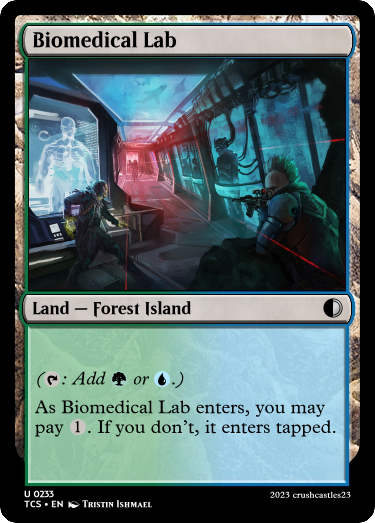 Biomedical Lab
Land — Forest Island
(: Add or .)
As Biomedical Lab enters, you may
pay 1. If you don't, it enters tapped.
U 0233
TCS • EN Tristin Ishmael
2023 crushcastles23